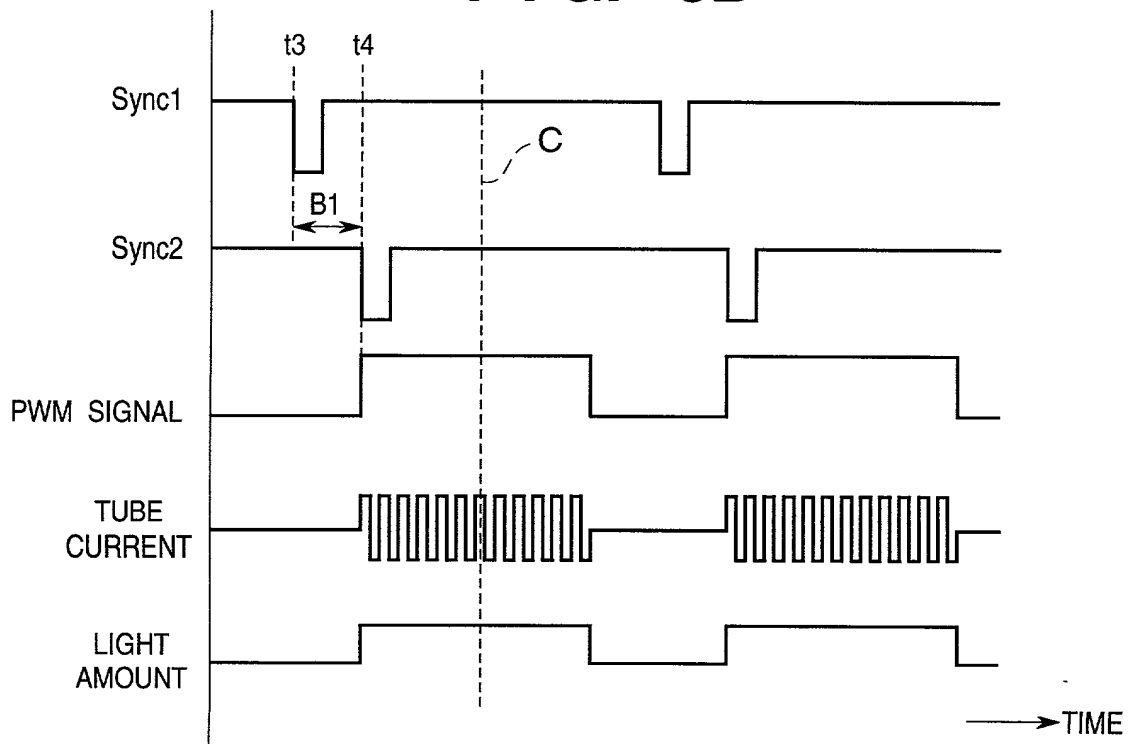 t3 t4
Sync1
C
B1
Sync2
PWM SIGNAL
TUBE
CURRENT
LIGHT
AMOUNT
TIME